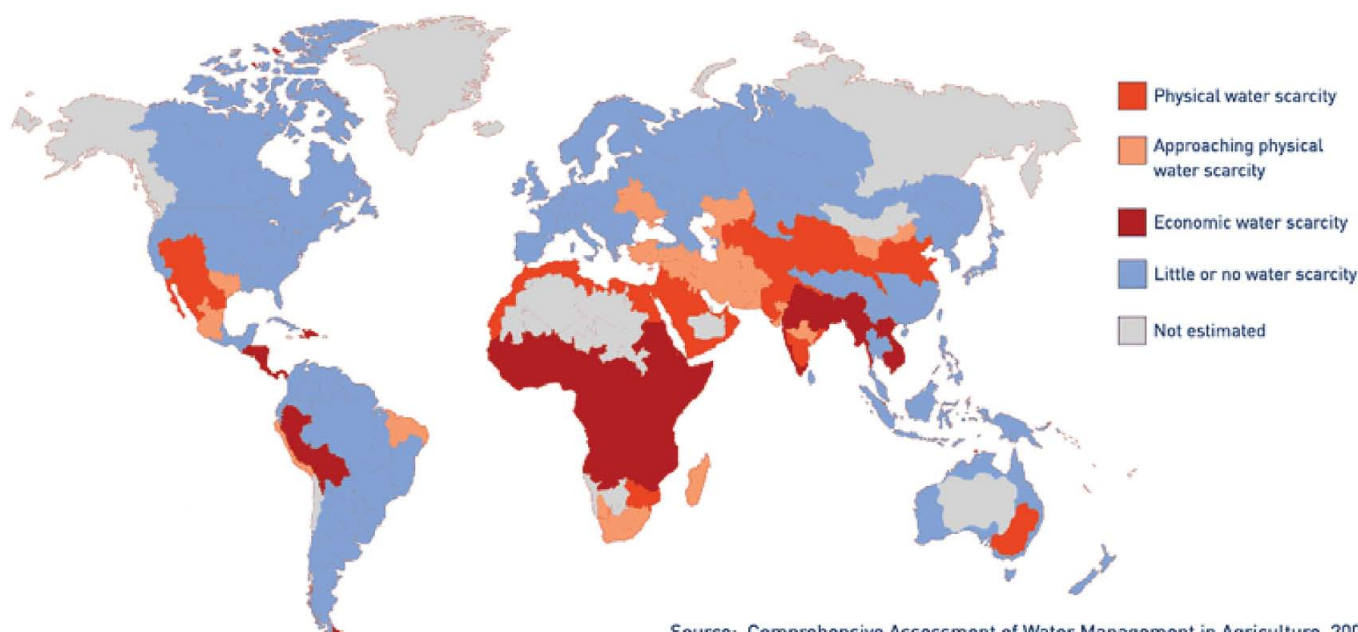 Physical water scarcity
Approaching physical
water scarcity
Economic water scarcity
Little or no water scarcity
Not estimated
Source: Comprehensive Assessment of Water Management in Agriculture,